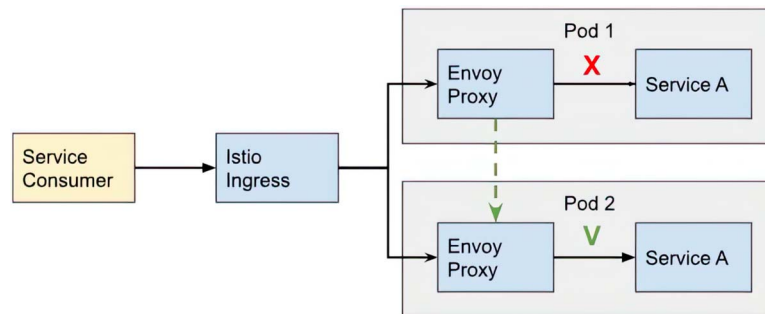 Pod 1
Envoy
Proxy
X
Service A
Service
Consumer
Istio
Ingress
Pod 2
Envoy
Proxy
V
Service A